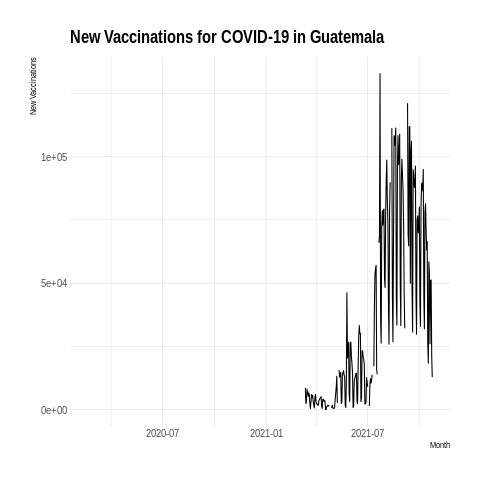 New Vaccinations for COVID-19 in Guatemala
New Vaccinations
1e+05
5e+04
0e+00
2020-07
2021-01
2021-07
Month